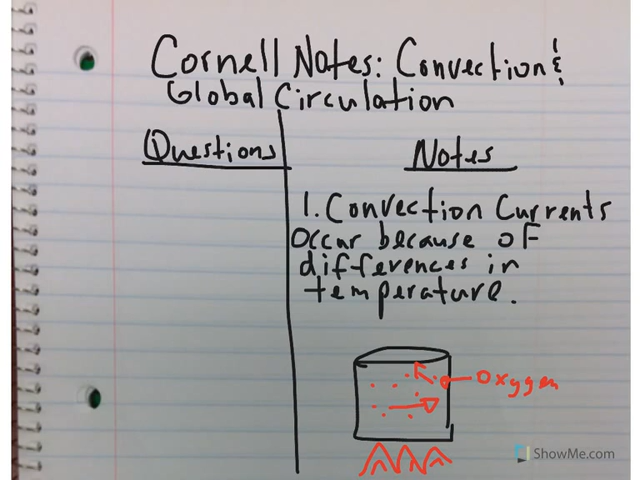 Cornell Notes: Convection &
Global Circulation
Questions
Notes
1. Convection Currents
Occur because of
differences in
temperature.
Oxygen
ShowMe.com